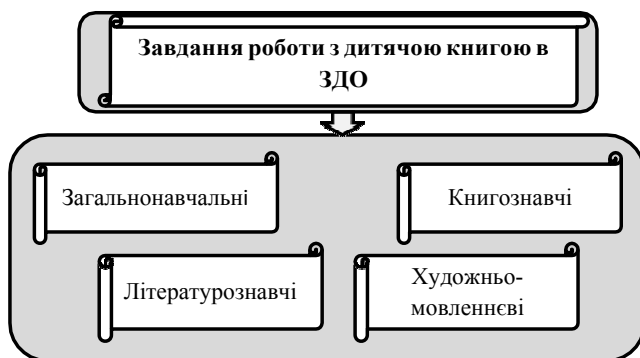 Завдання роботи з дитячою книгою в
ЗДО
Загальнонавчальні
Книгознавчі
Літературознавчі
Художньо-
мовленнєві